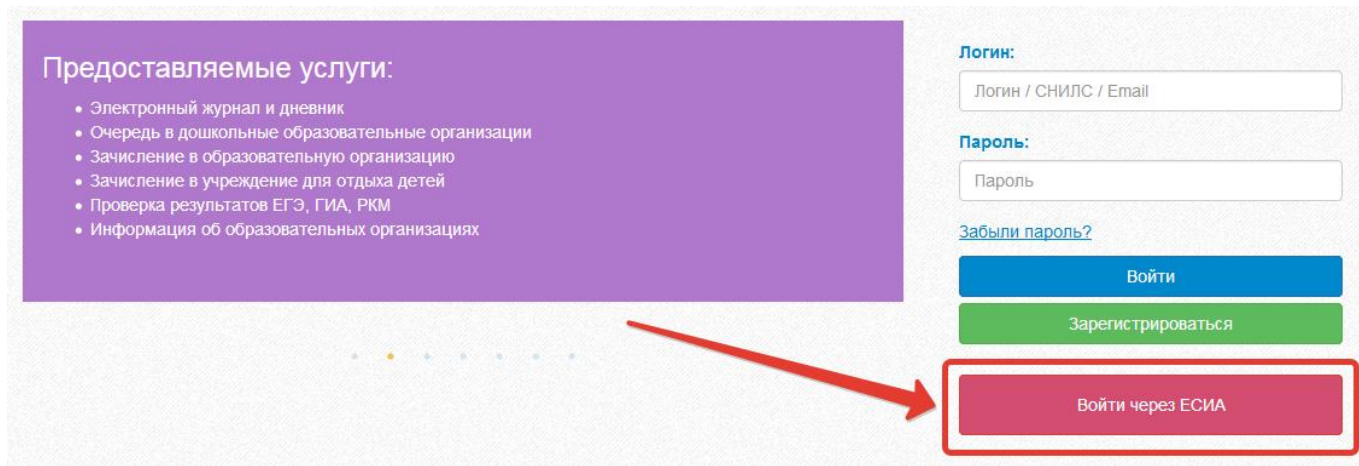 Предоставляемые услуги:
Электронный журнал и дневник
Очередь в дошкольные образовательные организации
Зачисление в образовательную организацию
Зачисление в учреждение для отдыха детей
Проверка результатов ЕГЭ, ГИА, РКМ
Информация об образовательных организациях
Логин:
Логин / СНИЛС / Email
Пароль:
Пароль
Забыли пароль?
Войти
Зарегистрироваться
Войти через ЕСИА